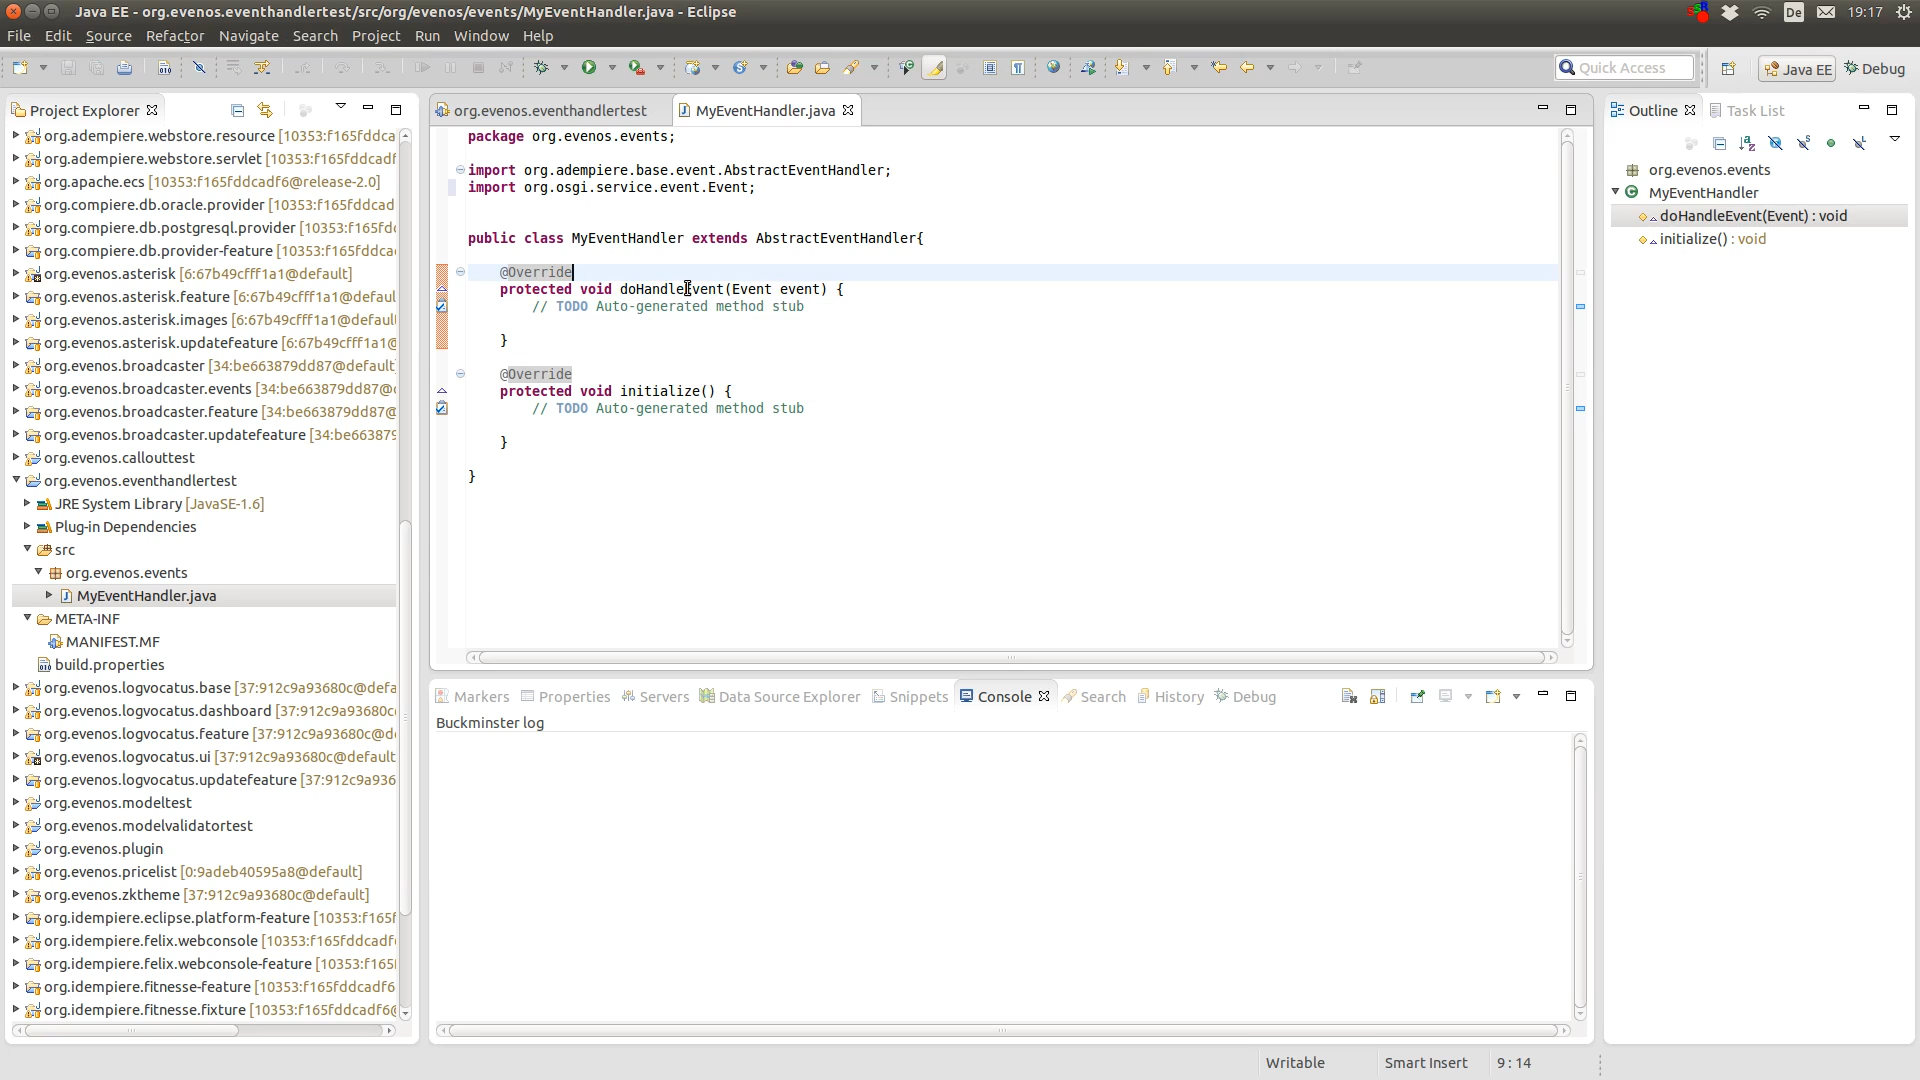 Java EE - org.evenos.eventhandlertest/src/org/evenos/events/MyEventHandler.java - Eclipse
De
19:17
File Edit Source Refactor Navigate Search Project Run Window Help
Quick Access
Java EE
Debug
Project Explorer
org.adempiere.webstore.resource [10353:f165fddca
org.adempiere.webstore.servlet [10353:f165fddcadf
org.apache.ecs [10353:f165fddcadf6@release-2.0]
org.compiere.db.oracle.provider [10353:f165fddcad
org.compiere.db.postgresql.provider [10353:f165fd
org.compiere.db.provider-feature [10353:f165fddca
org.evenos.asterisk [6:67b49cfff1a1@default]
org.evenos.asterisk.feature [6:67b49cfff1a1@defaul
org.evenos.asterisk.images [6:67b49cfff1a1@defaul
org.evenos.asterisk.updatefeature [6:67b49cfff1a1@
org.evenos.broadcaster [34:be663879dd87@default
org.evenos.broadcaster.events [34:be663879dd87@
org.evenos.broadcaster.feature [34:be663879dd87@
org.evenos.broadcaster.updatefeature [34:be66387
org.evenos.callouttest
org.evenos.eventhandlertest
JRE System Library [JavaSE-1.6]
Plug-in Dependencies
src
org.evenos.events
MyEventHandler.java
META-INF
MANIFEST.MF
build.properties
org.evenos.logvocatus.base [37:912c9a93680c@defa
org.evenos.logvocatus.dashboard [37:912c9a93680c
org.evenos.logvocatus.feature [37:912c9a93680c@d
org.evenos.logvocatus.ui [37:912c9a93680c@default
org.evenos.logvocatus.updatefeature [37:912c9a936
org.evenos.modeltest
org.evenos.modelvalidatortest
org.evenos.plugin
org.evenos.pricelist [0:9adeb40595a8@default]
org.evenos.zktheme [37:912c9a93680c@default]
org.idempiere.eclipse.platform-feature [10353:f165f
org.idempiere.felix.webconsole [10353:f165fddcadf
org.idempiere.felix.webconsole-feature [10353:f165
org.idempiere.fitnesse-feature [10353:f165fddcadf6
org.idempiere.fitnesse.fixture [10353:f165fddcadf6@
org.evenos.eventhandlertest
MyEventHandler.java
package org.evenos.events;
import org.adempiere.base.event.AbstractEventHandler;
import org.osgi.service.event.Event;
public class MyEventHandler extends AbstractEventHandler{
@Override
protected void doHandleEvent(Event event) {
// TODO Auto-generated method stub
}
@Override
protected void initialize() {
// TODO Auto-generated method stub
}
}
Markers Properties Servers Data Source Explorer Snippets Console Search History Debug
Buckminster log
Outline
Task List
org.evenos.events
MyEventHandler
doHandleEvent(Event) : void
initialize() : void
Writable
Smart Insert
9 : 14